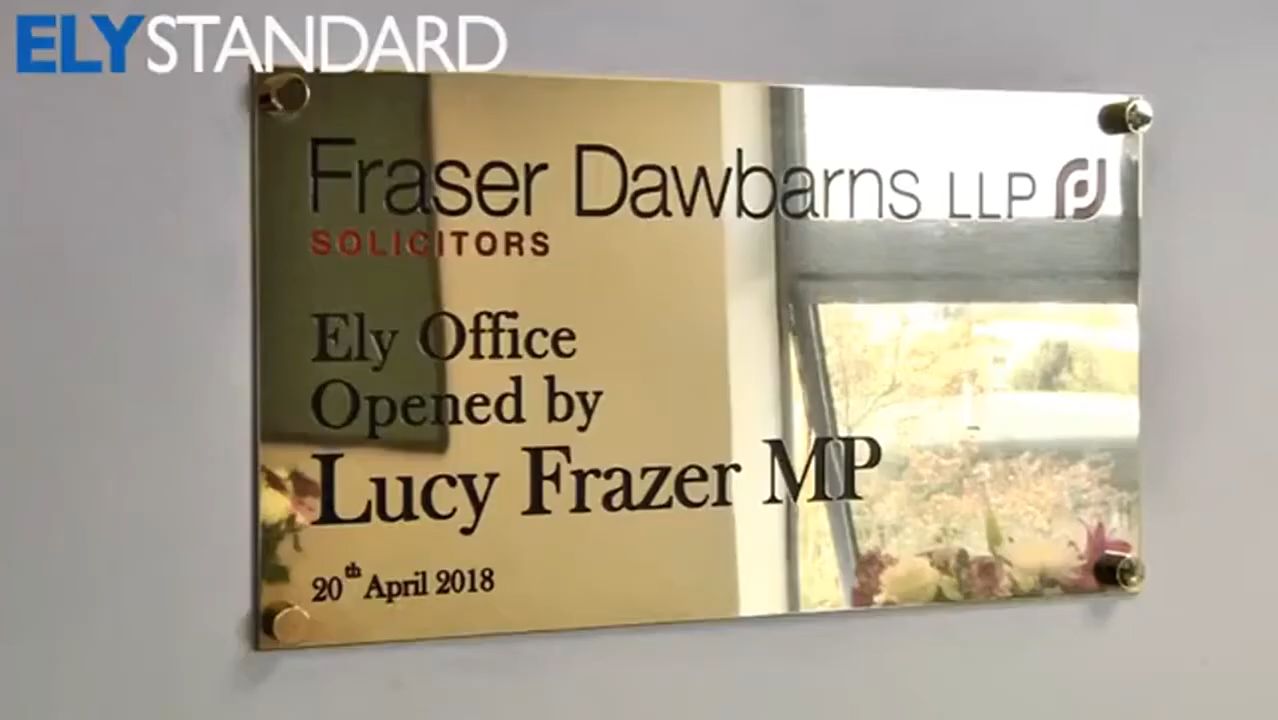 ELYSTANDARD
Fraser Dawbarns LLP
SOLICITORS
Ely Office
Opened by
Lucy Frazer MP
20th April 2018